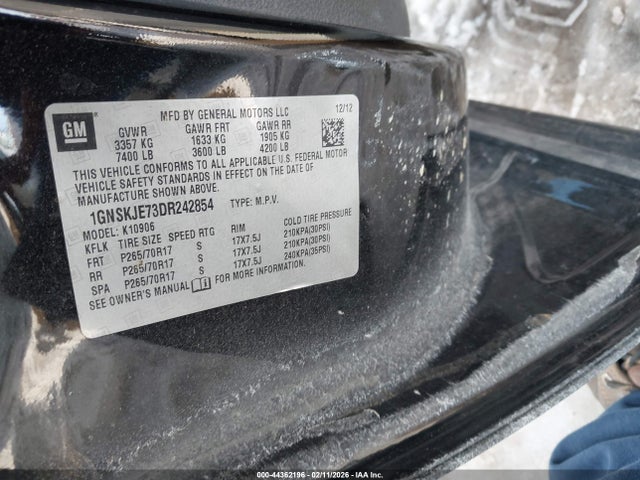 GM
MFD BY GENERAL MOTORS LLC 12/12
GVWR GAWR FRT GAWR RR
3357 KG 1633 KG 1905 KG
7400 LB 3600 LB 4200 LB
THIS VEHICLE CONFORMS TO ALL APPLICABLE U.S. FEDERAL MOTOR
VEHICLE SAFETY STANDARDS IN EFFECT ON THE DATE OF
MANUFACTURE SHOWN ABOVE.
1GNSKJE73DR242854 TYPE: M.P.V.
MODEL: K10906
KFLK TIRE SIZE SPEED RTG RIM COLD TIRE PRESSURE
FRT P265/70R17 S 17X7.5J 210KPA(30PSI)
RR P265/70R17 S 17X7.5J 210KPA(30PSI)
SPA P265/70R17 S 17X7.5J 240KPA(35PSI)
SEE OWNER'S MANUAL FOR MORE INFORMATION.
00-44362196 - 02/11/2026 - Copyright IAA, LLC